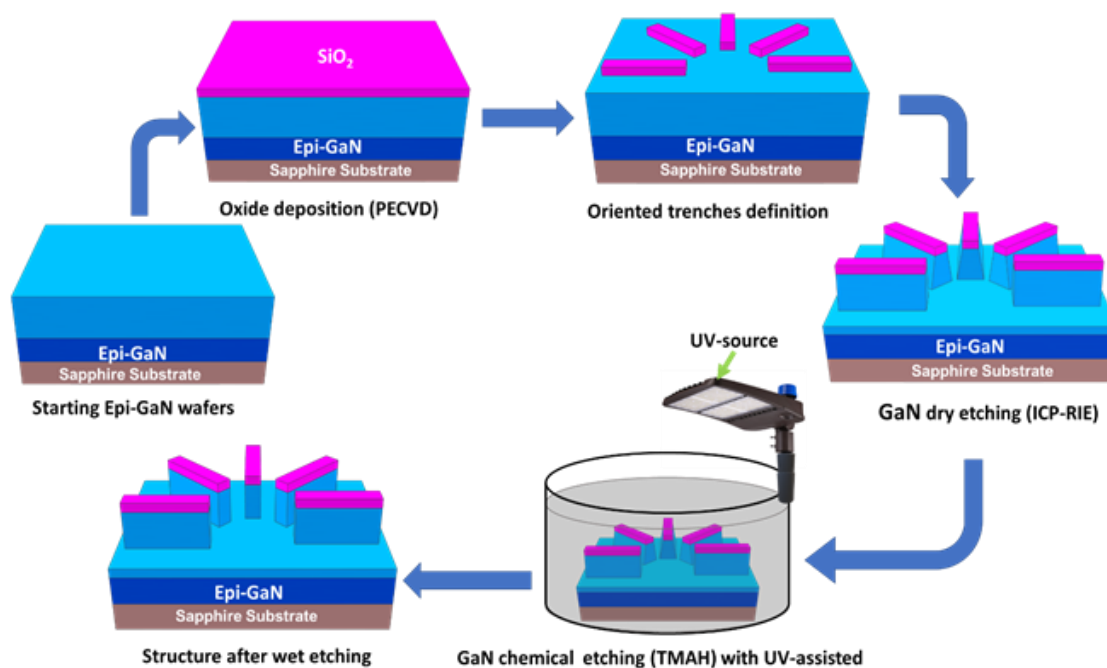 SiO₂
Epi-GaN
Sapphire Substrate
Oxide deposition (PECVD)
Epi-GaN
Sapphire Substrate
Oriented trenches definition
Epi-GaN
Sapphire Substrate
Starting Epi-GaN wafers
Epi-GaN
Sapphire Substrate
GaN dry etching (ICP-RIE)
UV-source
Epi-GaN
Sapphire Substrate
Structure after wet etching
GaN chemical etching (TMAH) with UV-assisted